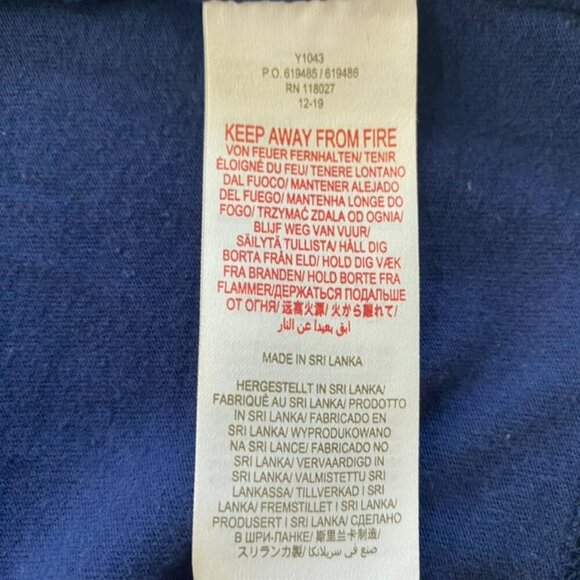 Y1043
P.O. 619485 / 619486
RN 118027
12-19
KEEP AWAY FROM FIRE
VON FEUER FERNHALTEN/ TENIR
ÉLOIGNÉ DU FEU/ TENERE LONTANO
DAL FUOCO/ MANTENER ALEJADO
DEL FUEGO/ MANTENHA LONGE DO
FOGO/ TRZYMAĆ ZDALA OD OGNIA/
BLIJF WEG VAN VUUR/
SÄILYTÄ TULLISTA/ HÅLL DIG
BORTA FRÅN ELD/ HOLD DIG VÆK
FRA BRANDEN/ HOLD BORTE FRA
FLAMMER/ДЕРЖАТЬСЯ ПОДАЛЬШЕ
ОТ ОГНЯ/ 远离火源/ 火から離れて/
ابق بعيدا عن النار
MADE IN SRI LANKA
HERGESTELLT IN SRI LANKA/
FABRIQUÉ AU SRI LANKA/ PRODOTTO
IN SRI LANKA/ FABRICADO EN
SRI LANKA/ WYPRODUKOWANO
NA SRI LANCE/ FABRICADO NO
SRI LANKA/ VERVAARDIGD IN
SRI LANKA/ VALMISTETTU SRI
LANKASSA/ TILLVERKAD I SRI
LANKA/ FREMSTILLET I SRI LANKA/
PRODUSERT I SRI LANKA/ СДЕЛАНО
В ШРИ-ЛАНКЕ/ 斯里兰卡制造/
スリランカ製/ صنع في سريلانكا